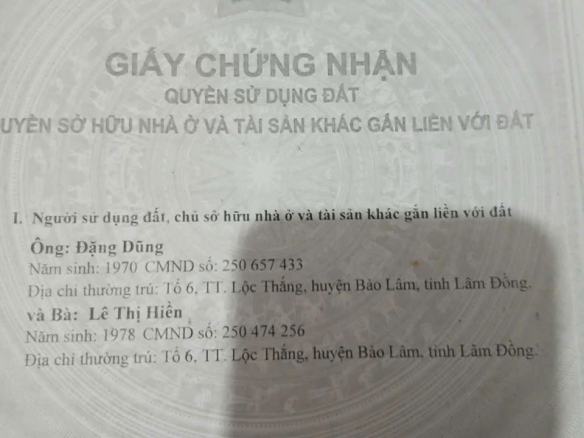 GIẤY CHỨNG NHẬN
QUYỀN SỬ DỤNG ĐẤT
UYỀN SỞ HỮU NHÀ Ở VÀ TÀI SẢN KHÁC GẮN LIỀN VỚI ĐẤT
I. Người sử dụng đất, chủ sở hữu nhà ở và tài sản khác gắn liền với đất
Ông: Đặng Dũng
Năm sinh: 1970 CMND số: 250 657 433
Địa chỉ thường trú: Tổ 6, TT. Lộc Thắng, huyện Bảo Lâm, tỉnh Lâm Đồng.
và Bà: Lê Thị Hiền
Năm sinh: 1978 CMND số: 250 474 256
Địa chỉ thường trú: Tổ 6, TT. Lộc Thắng, huyện Bảo Lâm, tỉnh Lâm Đồng.